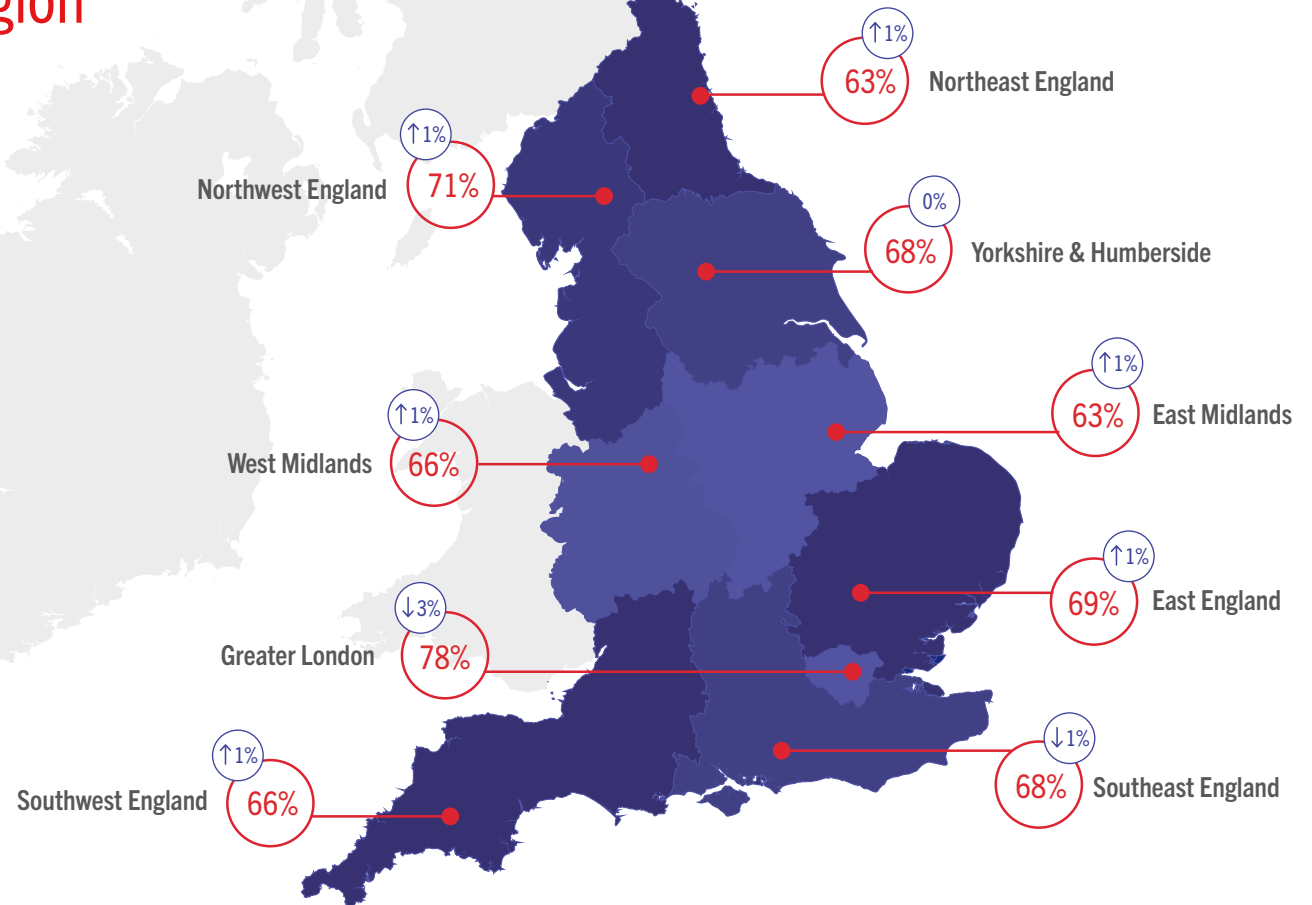 ↑1%
63% Northeast England
↑1%
Northwest England 71%
0%
68% Yorkshire & Humberside
↑1%
63% East Midlands
↑1%
West Midlands 66%
↑1%
69% East England
↓3%
Greater London 78%
↓1%
68% Southeast England
↑1%
Southwest England 66%